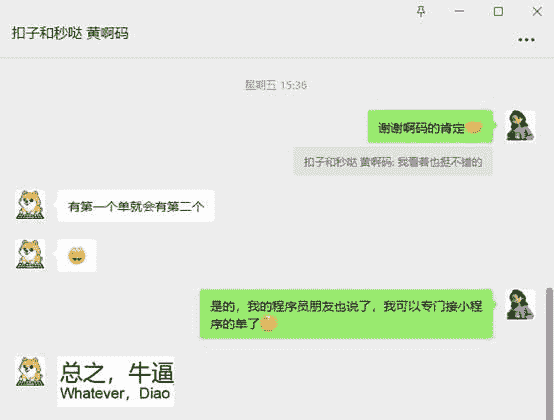 扣子和秒哒 黄啊码
星期五 15:36
谢谢啊码的肯定
扣子和秒哒 黄啊码: 我看着也挺不错的
有第一个单就会有第二个
是的，我的程序员朋友也说了，我可以专门接小程
序的单了
总之，牛逼
Whatever，Diao